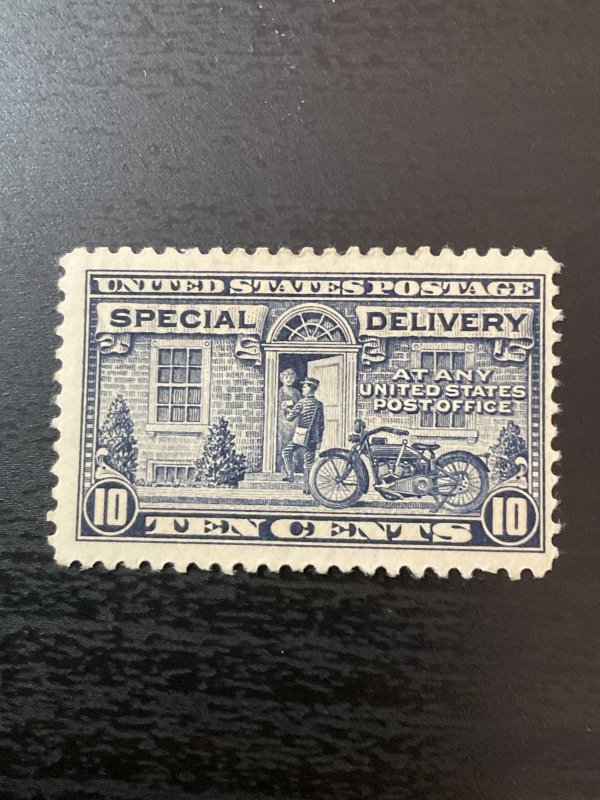 UNITED STATES POSTAGE
SPECIAL DELIVERY
AT ANY
UNITED STATES
POST OFFICE
10 TEN CENTS 10